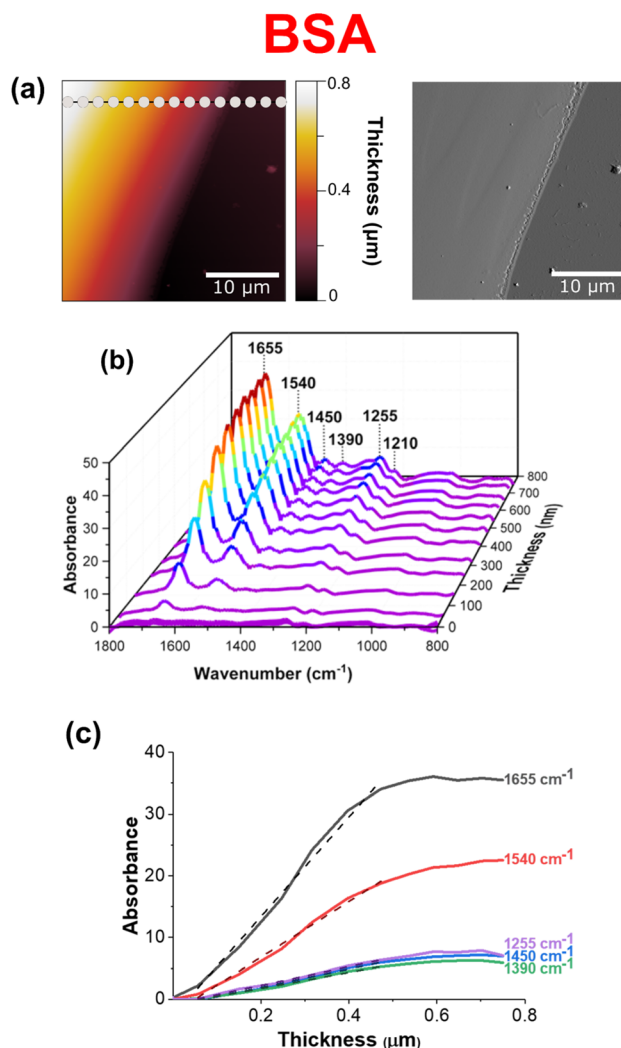 BSA
(a)
0.8
0.4
0
Thickness (µm)
10 µm
10 µm
(b)
1655
1540
1450
1390
1255
1210
50
40
30
20
10
0
Absorbance
1800 1600 1400 1200 1000 800
Wavenumber (cm⁻¹)
800
700
600
500
400
300
200
100
0
Thickness (nm)
(c)
40
30
20
10
0
Absorbance
1655 cm⁻¹
1540 cm⁻¹
1255 cm⁻¹
1450 cm⁻¹
1390 cm⁻¹
0.2 0.4 0.6 0.8
Thickness (µm)